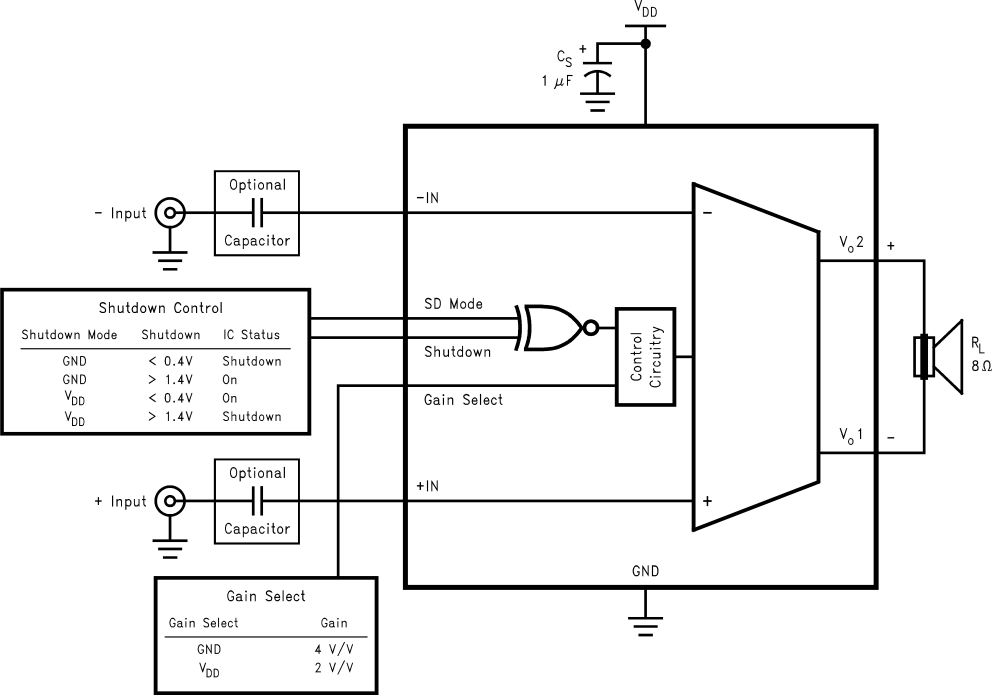 VDD
CS +
1 µF
Optional
- Input
Capacitor
-IN
-
Vo2 +
Shutdown Control
Shutdown Mode Shutdown IC Status
GND < 0.4V Shutdown
GND > 1.4V On
VDD < 0.4V On
VDD > 1.4V Shutdown
SD Mode
Shutdown
Gain Select
Control
Circuitry
RL
8Ω
Vo1 -
Optional
+ Input
Capacitor
+IN
+
GND
Gain Select
Gain Select Gain
GND 4 V/V
VDD 2 V/V